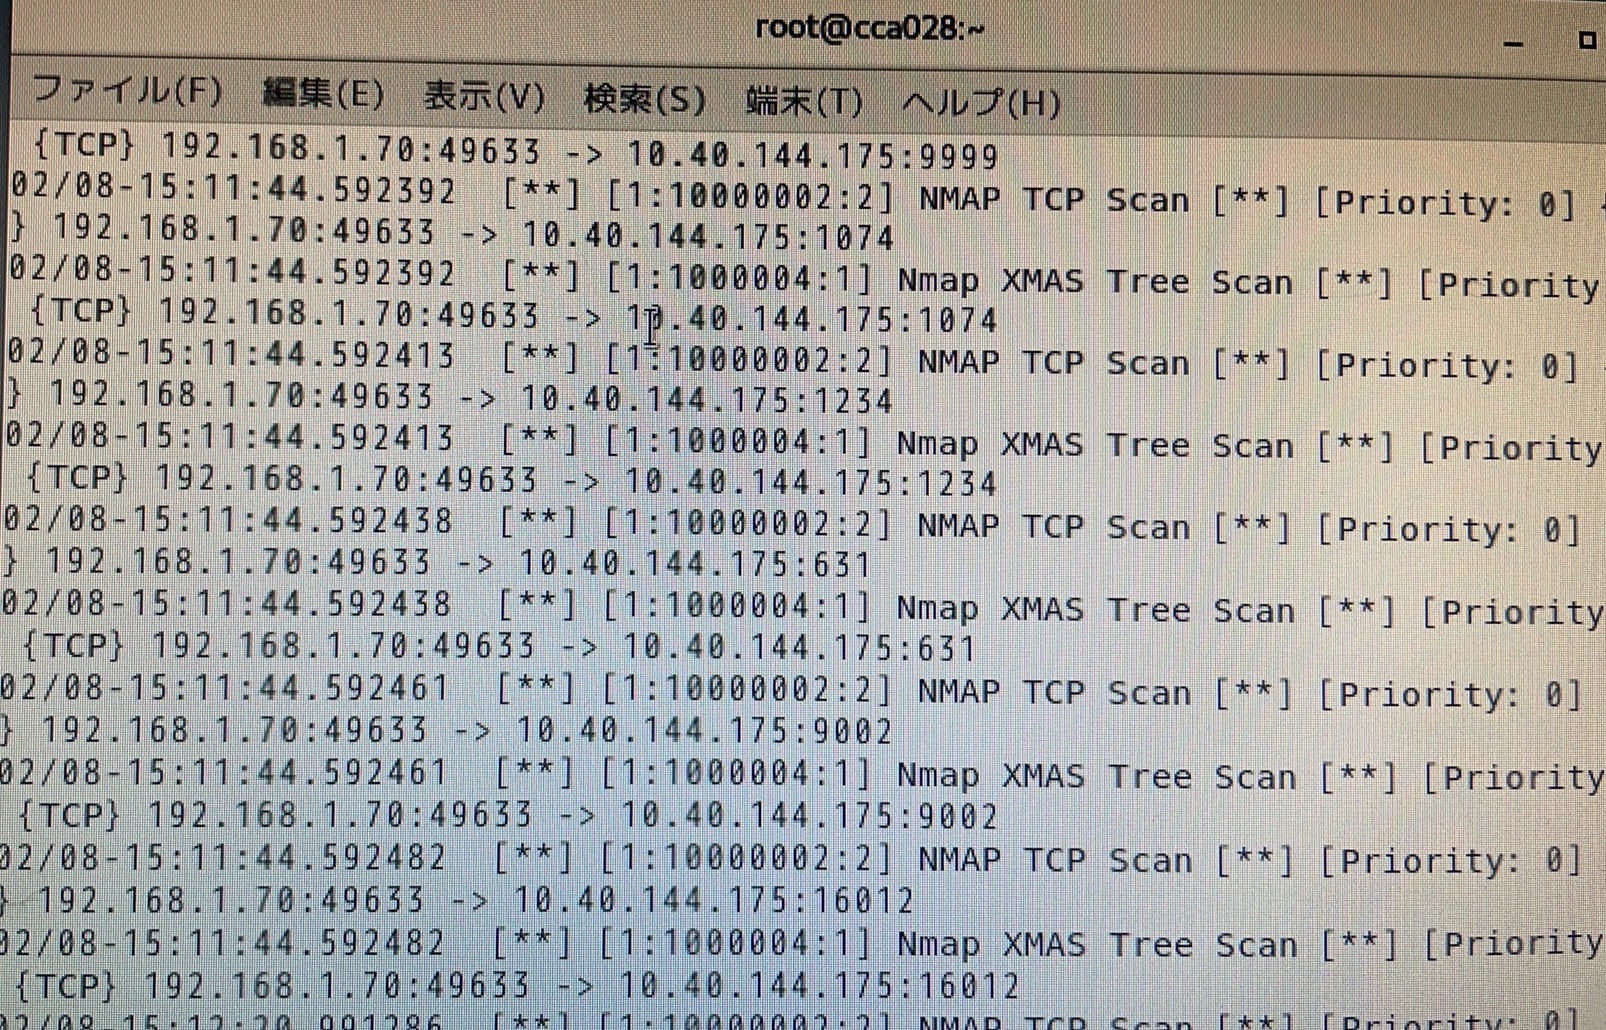 root@cca028:~
ファイル(F) 編集(E) 表示(V) 検索(S) 端末(T) ヘルプ(H)
{TCP} 192.168.1.70:49633 -> 10.40.144.175:9999
02/08-15:11:44.592392 [**] [1:10000002:2] NMAP TCP Scan [**] [Priority: 0] {
} 192.168.1.70:49633 -> 10.40.144.175:1074
02/08-15:11:44.592392 [**] [1:1000004:1] Nmap XMAS Tree Scan [**] [Priority
{TCP} 192.168.1.70:49633 -> 10.40.144.175:1074
02/08-15:11:44.592413 [**] [1:10000002:2] NMAP TCP Scan [**] [Priority: 0]
} 192.168.1.70:49633 -> 10.40.144.175:1234
02/08-15:11:44.592413 [**] [1:1000004:1] Nmap XMAS Tree Scan [**] [Priority
{TCP} 192.168.1.70:49633 -> 10.40.144.175:1234
02/08-15:11:44.592438 [**] [1:10000002:2] NMAP TCP Scan [**] [Priority: 0]
} 192.168.1.70:49633 -> 10.40.144.175:631
02/08-15:11:44.592438 [**] [1:1000004:1] Nmap XMAS Tree Scan [**] [Priority
{TCP} 192.168.1.70:49633 -> 10.40.144.175:631
02/08-15:11:44.592461 [**] [1:10000002:2] NMAP TCP Scan [**] [Priority: 0]
} 192.168.1.70:49633 -> 10.40.144.175:9002
02/08-15:11:44.592461 [**] [1:1000004:1] Nmap XMAS Tree Scan [**] [Priority
{TCP} 192.168.1.70:49633 -> 10.40.144.175:9002
02/08-15:11:44.592482 [**] [1:10000002:2] NMAP TCP Scan [**] [Priority: 0]
} 192.168.1.70:49633 -> 10.40.144.175:16012
02/08-15:11:44.592482 [**] [1:1000004:1] Nmap XMAS Tree Scan [**] [Priority
{TCP} 192.168.1.70:49633 -> 10.40.144.175:16012
[**] [1:10000002:2] NMAP TCP Scan [**] [Priority: 0]